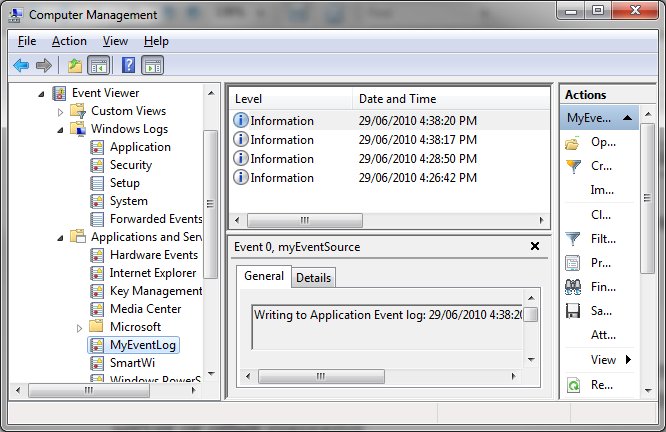 Computer Management
File Action View Help
Event Viewer
Custom Views
Windows Logs
Application
Security
Setup
System
Forwarded Events
Applications and Serv
Hardware Events
Internet Explorer
Key Management
Media Center
Microsoft
MyEventLog
SmartWi
Windows PowerS
Level Date and Time
Information 29/06/2010 4:38:20 PM
Information 29/06/2010 4:38:17 PM
Information 29/06/2010 4:28:50 PM
Information 29/06/2010 4:26:42 PM
Event 0, myEventSource
General Details
Writing to Application Event log: 29/06/2010 4:38:20
Actions
MyEve...
Op...
Cr...
Im...
Cl...
Filt...
Pr...
Fin...
Sa...
Att...
View
Re...